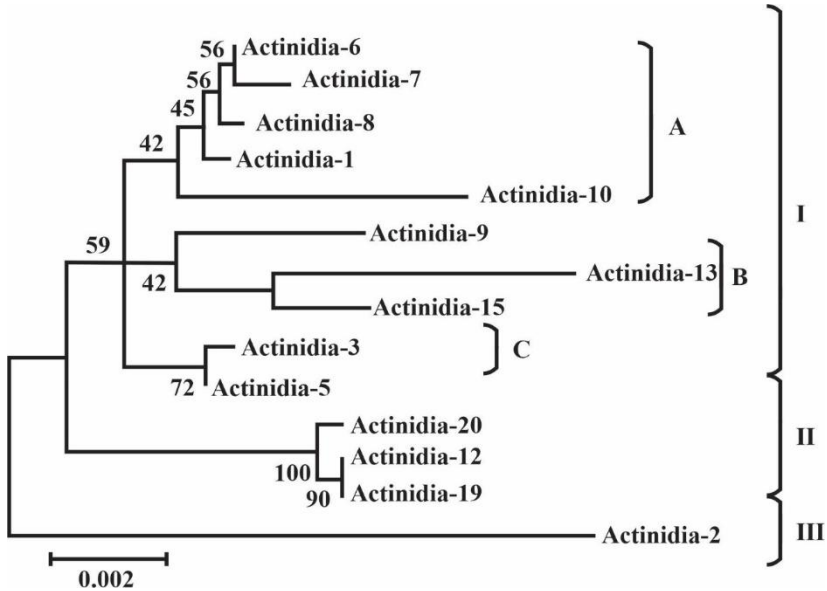 56 Actinidia-6
56 Actinidia-7
45 Actinidia-8
A
42 Actinidia-1
Actinidia-10
I
59 Actinidia-9
42 Actinidia-13 B
Actinidia-15
Actinidia-3 C
72 Actinidia-5
Actinidia-20 II
100 Actinidia-12
90 Actinidia-19
Actinidia-2 III
0.002